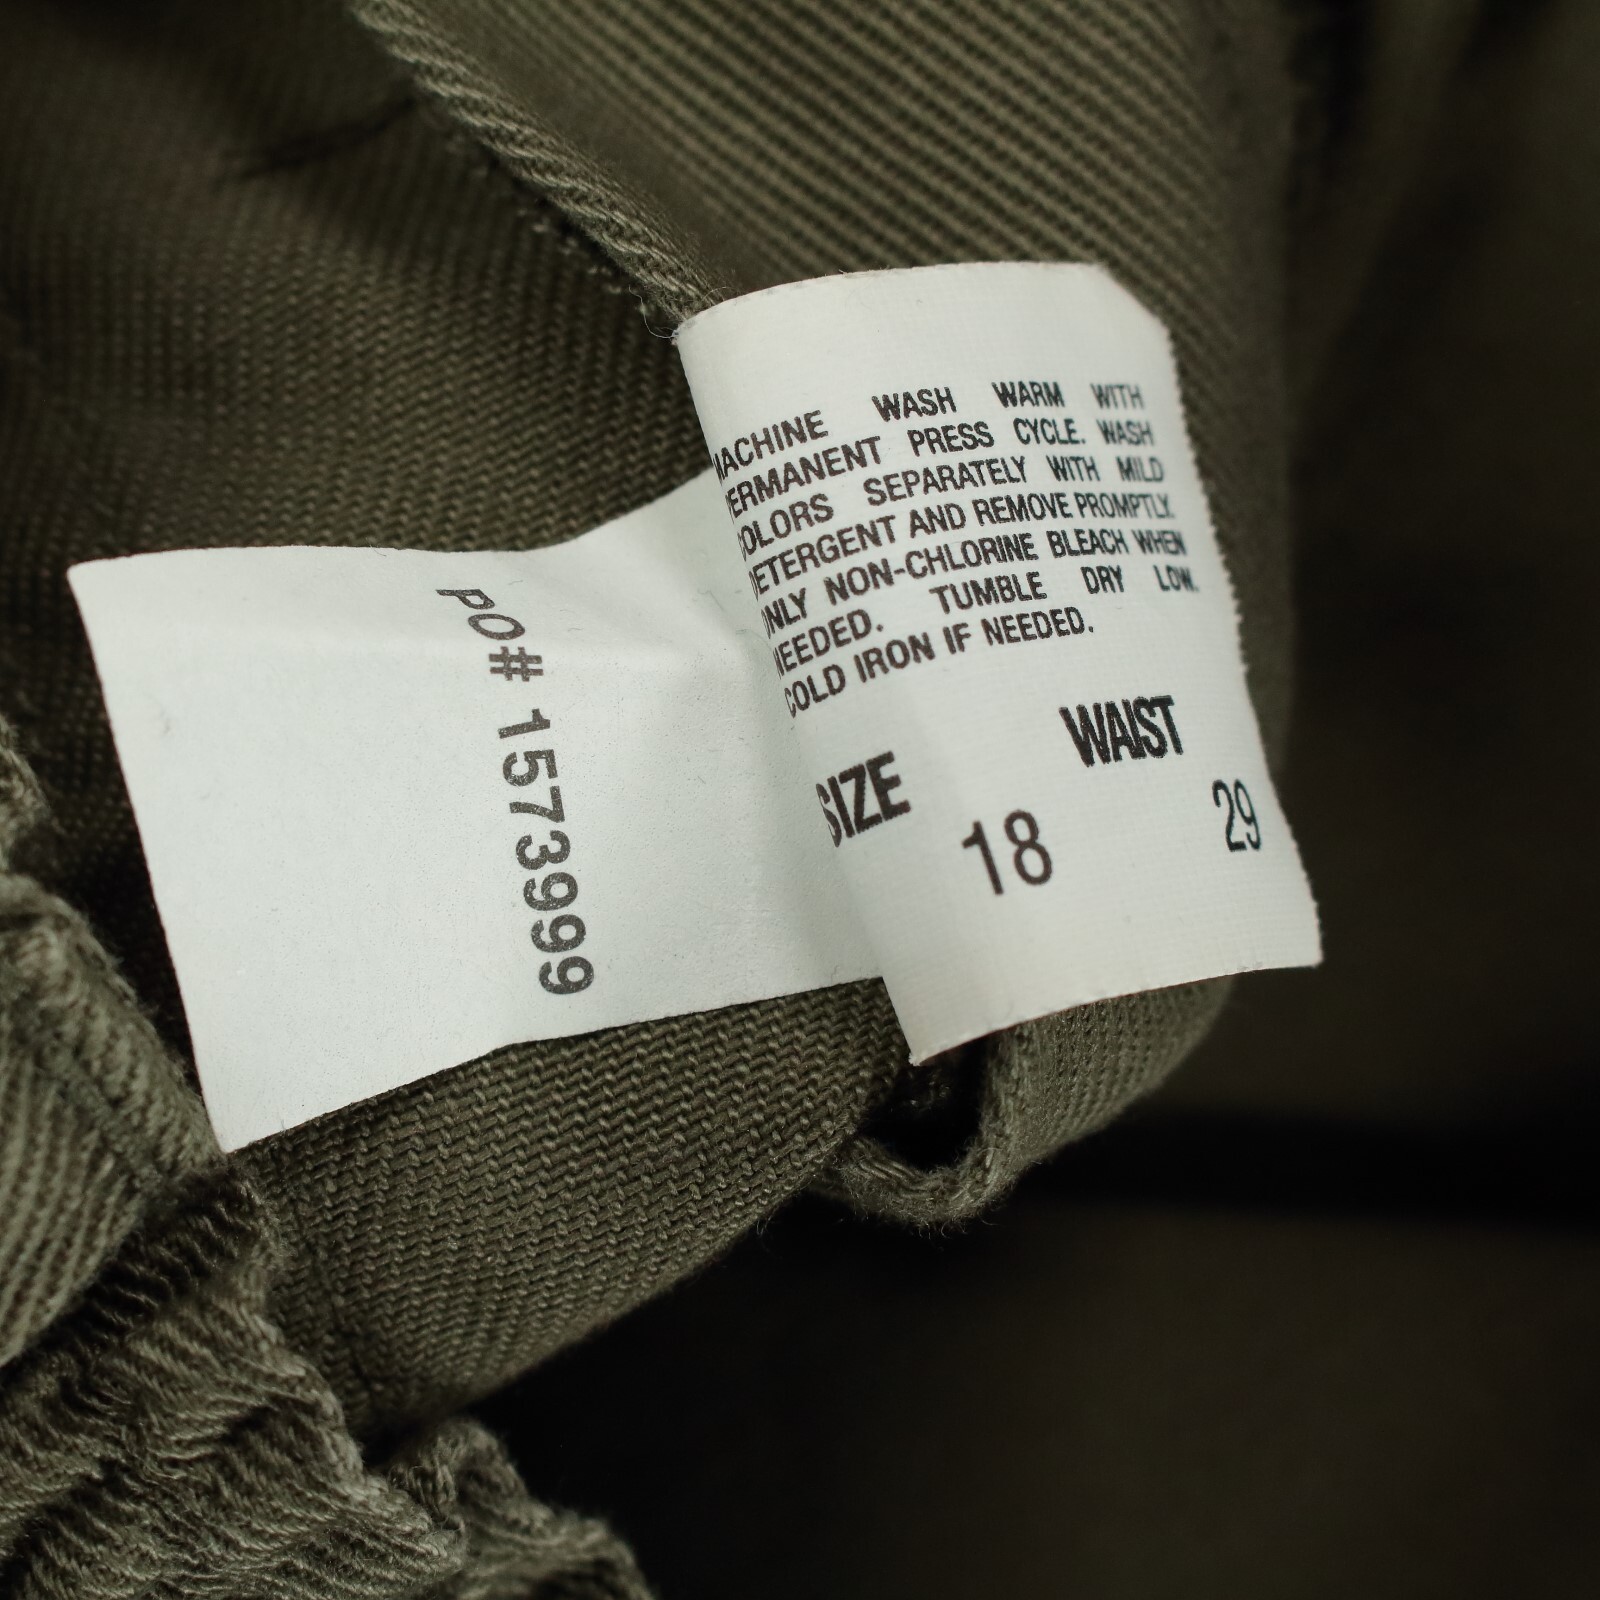 MACHINE WASH WARM WITH
PERMANENT PRESS CYCLE. WASH
COLORS SEPARATELY WITH MILD
DETERGENT AND REMOVE PROMPTLY.
ONLY NON-CHLORINE BLEACH WHEN
NEEDED. TUMBLE DRY LOW.
COLD IRON IF NEEDED.
SIZE WAIST
18 29
PO# 1573999